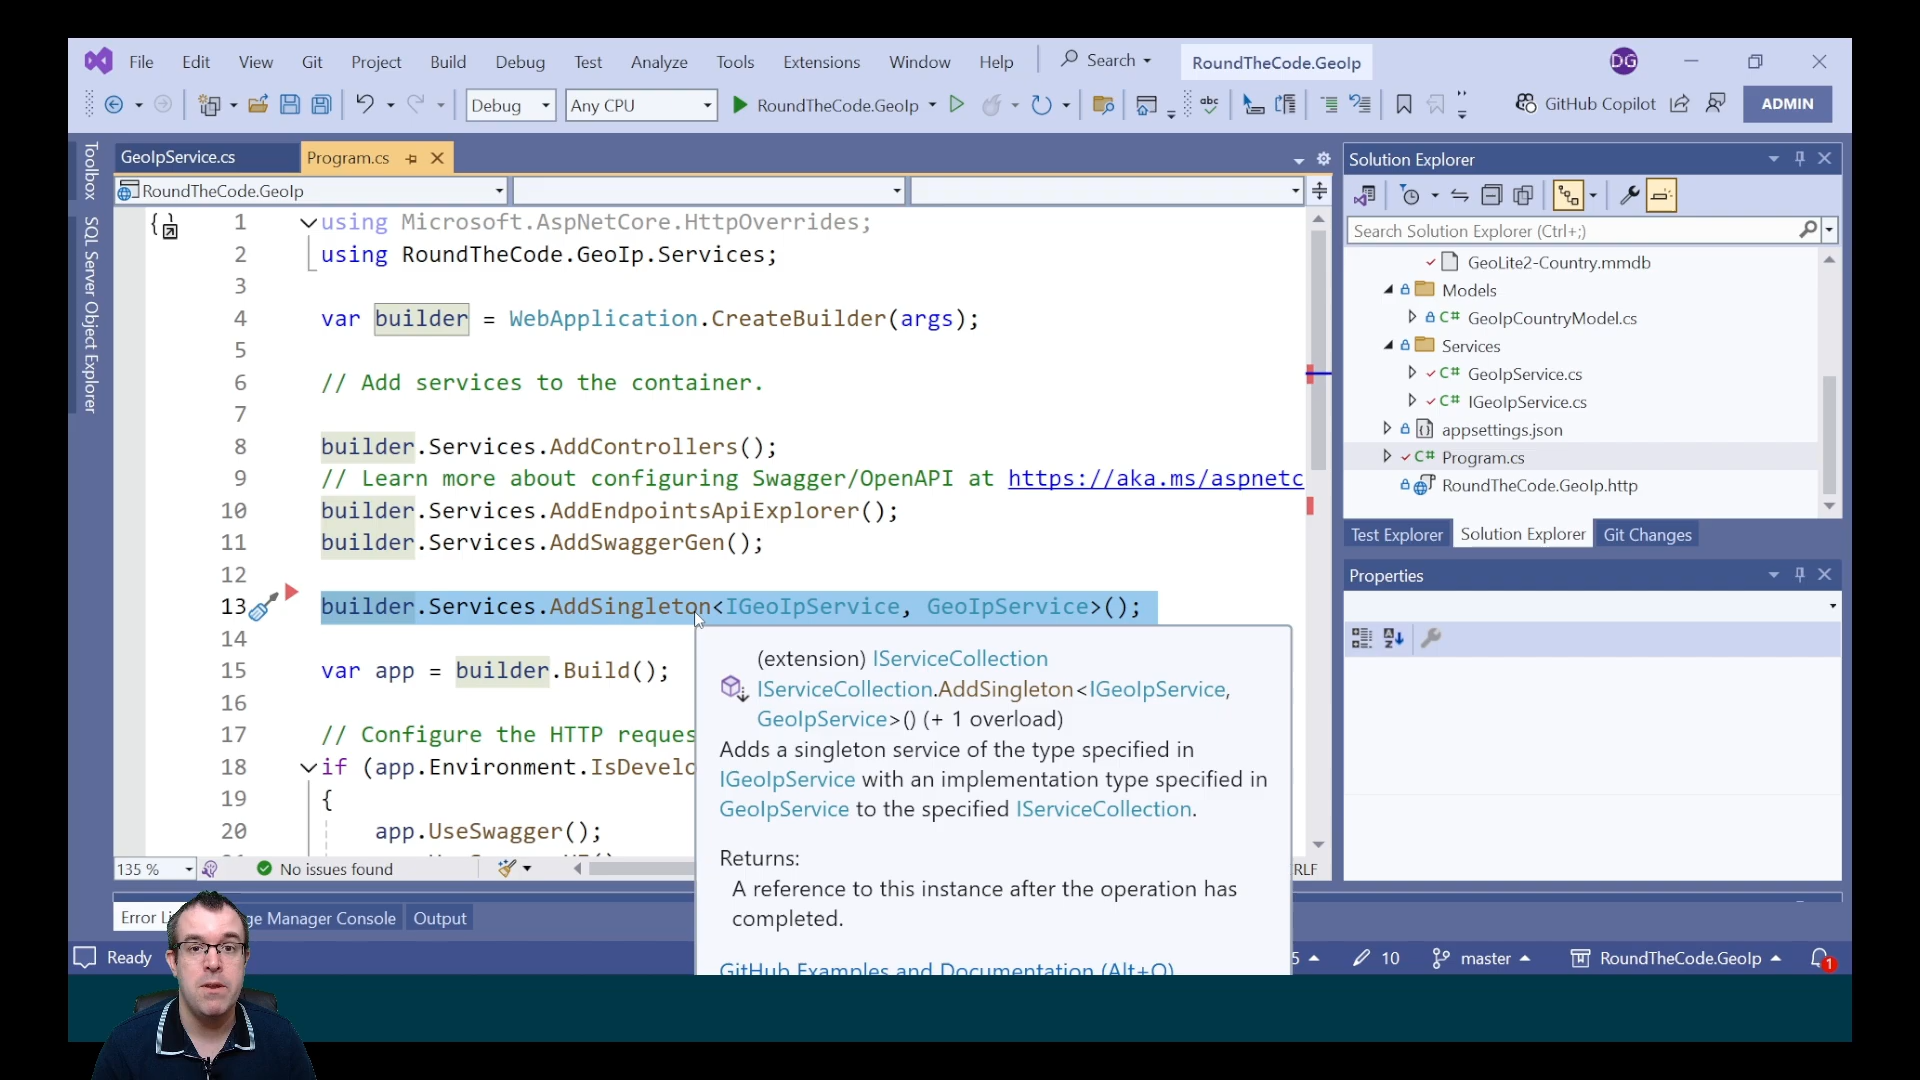 File Edit View Git Project Build Debug Test Analyze Tools Extensions Window Help Search RoundTheCode.GeoIp DG
Debug Any CPU RoundTheCode.GeoIp abc GitHub Copilot ADMIN
Toolbox
SQL Server Object Explorer
GeoIpService.cs Program.cs
RoundTheCode.GeoIp
1 using Microsoft.AspNetCore.HttpOverrides;
2 using RoundTheCode.GeoIp.Services;
3
4 var builder = WebApplication.CreateBuilder(args);
5
6 // Add services to the container.
7
8 builder.Services.AddControllers();
9 // Learn more about configuring Swagger/OpenAPI at https://aka.ms/aspnetc
10 builder.Services.AddEndpointsApiExplorer();
11 builder.Services.AddSwaggerGen();
12
13 builder.Services.AddSingleton<IGeoIpService, GeoIpService>();
14
15 var app = builder.Build();
16
17 // Configure the HTTP reques
18 if (app.Environment.IsDevelo
19 {
20 app.UseSwagger();
(extension) IServiceCollection
IServiceCollection.AddSingleton<IGeoIpService,
GeoIpService>() (+ 1 overload)
Adds a singleton service of the type specified in
IGeoIpService with an implementation type specified in
GeoIpService to the specified IServiceCollection.
Returns:
A reference to this instance after the operation has
completed.
GitHub Examples and Documentation (Alt+O)
135 % No issues found RLF
Error Li ge Manager Console Output
Solution Explorer
Search Solution Explorer (Ctrl+;)
GeoLite2-Country.mmdb
Models
C# GeoIpCountryModel.cs
Services
C# GeoIpService.cs
C# IGeoIpService.cs
appsettings.json
C# Program.cs
RoundTheCode.GeoIp.http
Test Explorer Solution Explorer Git Changes
Properties
Ready 5 10 master RoundTheCode.GeoIp 1